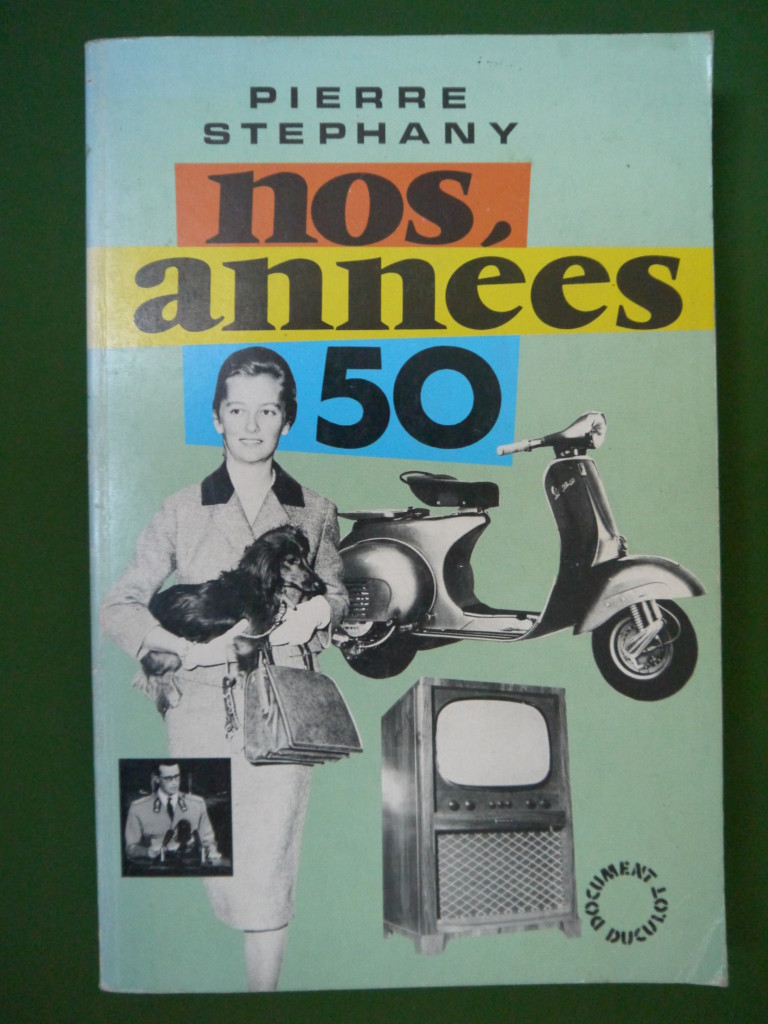 PIERRE
STEPHANY
nos
années
50
DOCUMENT DUCULOT